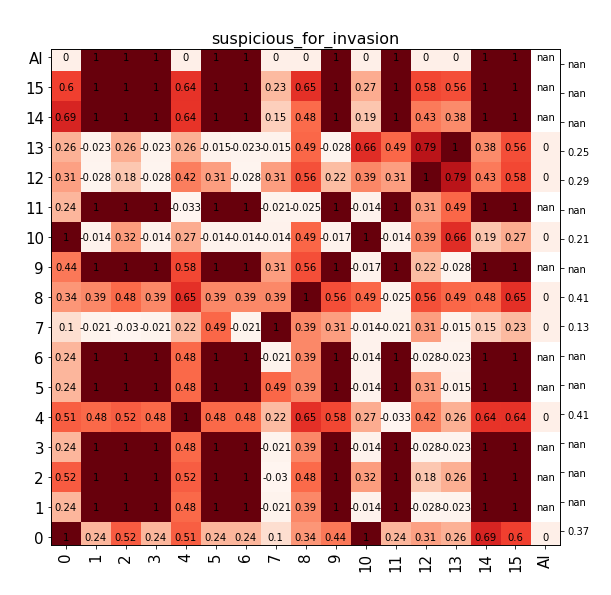 suspicious_for_invasion
AI 0 1 1 1 0 1 1 0 0 1 0 1 0 0 1 1 nan nan
15 0.6 1 1 1 0.64 1 1 0.23 0.65 1 0.27 1 0.58 0.56 1 1 nan nan
14 0.69 1 1 1 0.64 1 1 0.15 0.48 1 0.19 1 0.43 0.38 1 1 nan nan
13 0.26 -0.023 0.26 -0.023 0.26 -0.015 -0.023 -0.015 0.49 -0.028 0.66 0.49 0.79 1 0.38 0.56 0 0.25
12 0.31 -0.028 0.18 -0.028 0.42 0.31 -0.028 0.31 0.56 0.22 0.39 0.31 1 0.79 0.43 0.58 0 0.29
11 0.24 1 1 1 -0.033 1 1 -0.021 -0.025 1 -0.014 1 0.31 0.49 1 1 nan nan
10 1 -0.014 0.32 -0.014 0.27 -0.014 -0.014 -0.014 0.49 -0.017 1 -0.014 0.39 0.66 0.19 0.27 0 0.21
9 0.44 1 1 1 0.58 1 1 0.31 0.56 1 -0.017 1 0.22 -0.028 1 1 nan nan
8 0.34 0.39 0.48 0.39 0.65 0.39 0.39 0.39 1 0.56 0.49 -0.025 0.56 0.49 0.48 0.65 0 0.41
7 0.1 -0.021 -0.03 -0.021 0.22 0.49 -0.021 1 0.39 0.31 -0.014 -0.021 0.31 -0.015 0.15 0.23 0 0.13
6 0.24 1 1 1 0.48 1 1 -0.021 0.39 1 -0.014 1 -0.028 -0.023 1 1 nan nan
5 0.24 1 1 1 0.48 1 1 0.49 0.39 1 -0.014 1 0.31 -0.015 1 1 nan nan
4 0.51 0.48 0.52 0.48 1 0.48 0.48 0.22 0.65 0.58 0.27 -0.033 0.42 0.26 0.64 0.64 0 0.41
3 0.24 1 1 1 0.48 1 1 -0.021 0.39 1 -0.014 1 -0.028 -0.023 1 1 nan nan
2 0.52 1 1 1 0.52 1 1 -0.03 0.48 1 0.32 1 0.18 0.26 1 1 nan nan
1 0.24 1 1 1 0.48 1 1 -0.021 0.39 1 -0.014 1 -0.028 -0.023 1 1 nan nan
0 1 0.24 0.52 0.24 0.51 0.24 0.24 0.1 0.34 0.44 1 0.24 0.31 0.26 0.69 0.6 0 0.37
0 1 2 3 4 5 6 7 8 9 10 11 12 13 14 15 AI